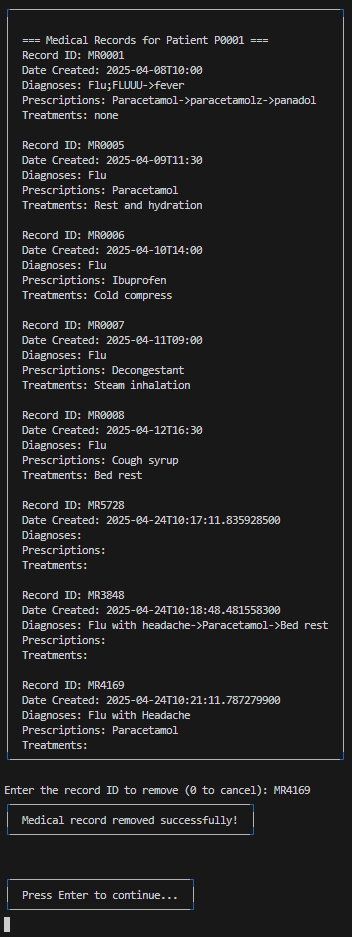 === Medical Records for Patient P0001 ===
Record ID: MR0001
Date Created: 2025-04-08T10:00
Diagnoses: Flu;FLUUU->fever
Prescriptions: Paracetamol->paracetamolz->panadol
Treatments: none
Record ID: MR0005
Date Created: 2025-04-09T11:30
Diagnoses: Flu
Prescriptions: Paracetamol
Treatments: Rest and hydration
Record ID: MR0006
Date Created: 2025-04-10T14:00
Diagnoses: Flu
Prescriptions: Ibuprofen
Treatments: Cold compress
Record ID: MR0007
Date Created: 2025-04-11T09:00
Diagnoses: Flu
Prescriptions: Decongestant
Treatments: Steam inhalation
Record ID: MR0008
Date Created: 2025-04-12T16:30
Diagnoses: Flu
Prescriptions: Cough syrup
Treatments: Bed rest
Record ID: MR5728
Date Created: 2025-04-24T10:17:11.835928500
Diagnoses:
Prescriptions:
Treatments:
Record ID: MR3848
Date Created: 2025-04-24T10:18:48.481558300
Diagnoses: Flu with headache->Paracetamol->Bed rest
Prescriptions:
Treatments:
Record ID: MR4169
Date Created: 2025-04-24T10:21:11.787279900
Diagnoses: Flu with Headache
Prescriptions: Paracetamol
Treatments:
Enter the record ID to remove (0 to cancel): MR4169
Medical record removed successfully!
Press Enter to continue...